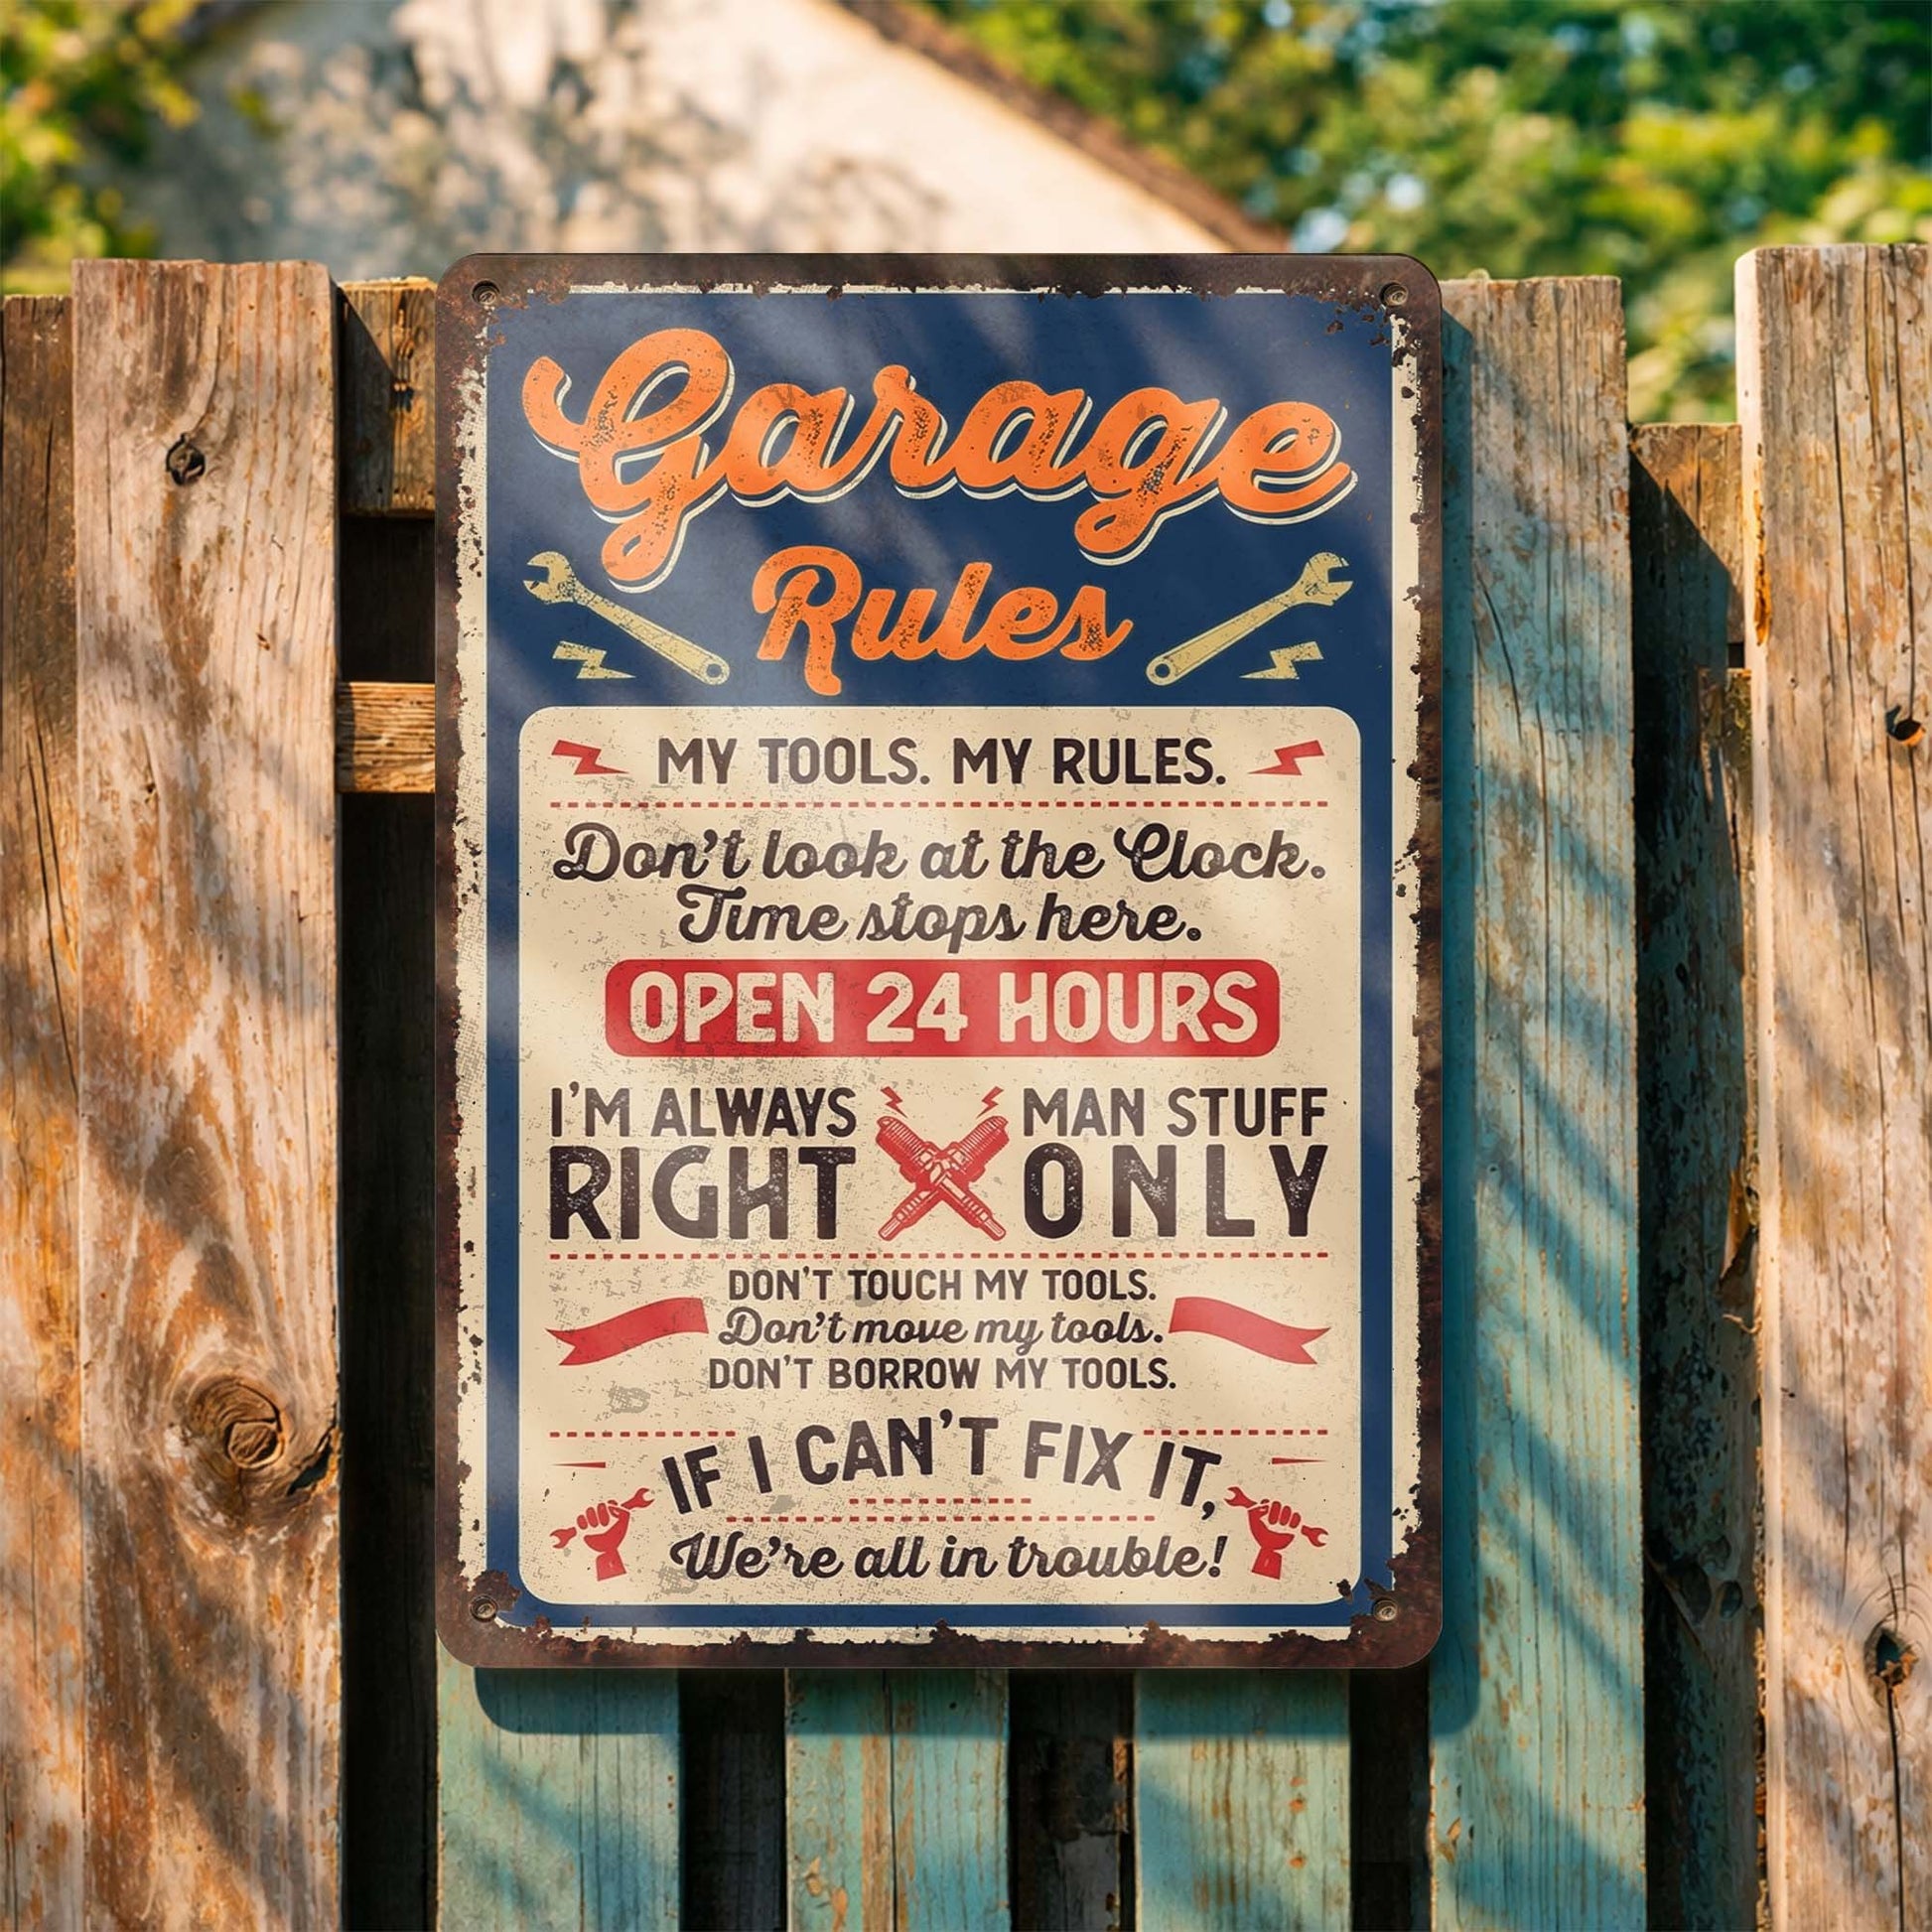 Garage
Rules
MY TOOLS. MY RULES.
Don't look at the Clock.
Time stops here.
OPEN 24 HOURS
I'M ALWAYS
RIGHT
MAN STUFF
ONLY
DON'T TOUCH MY TOOLS.
Don't move my tools.
DON'T BORROW MY TOOLS.
IF I CAN'T FIX IT,
We're all in trouble!